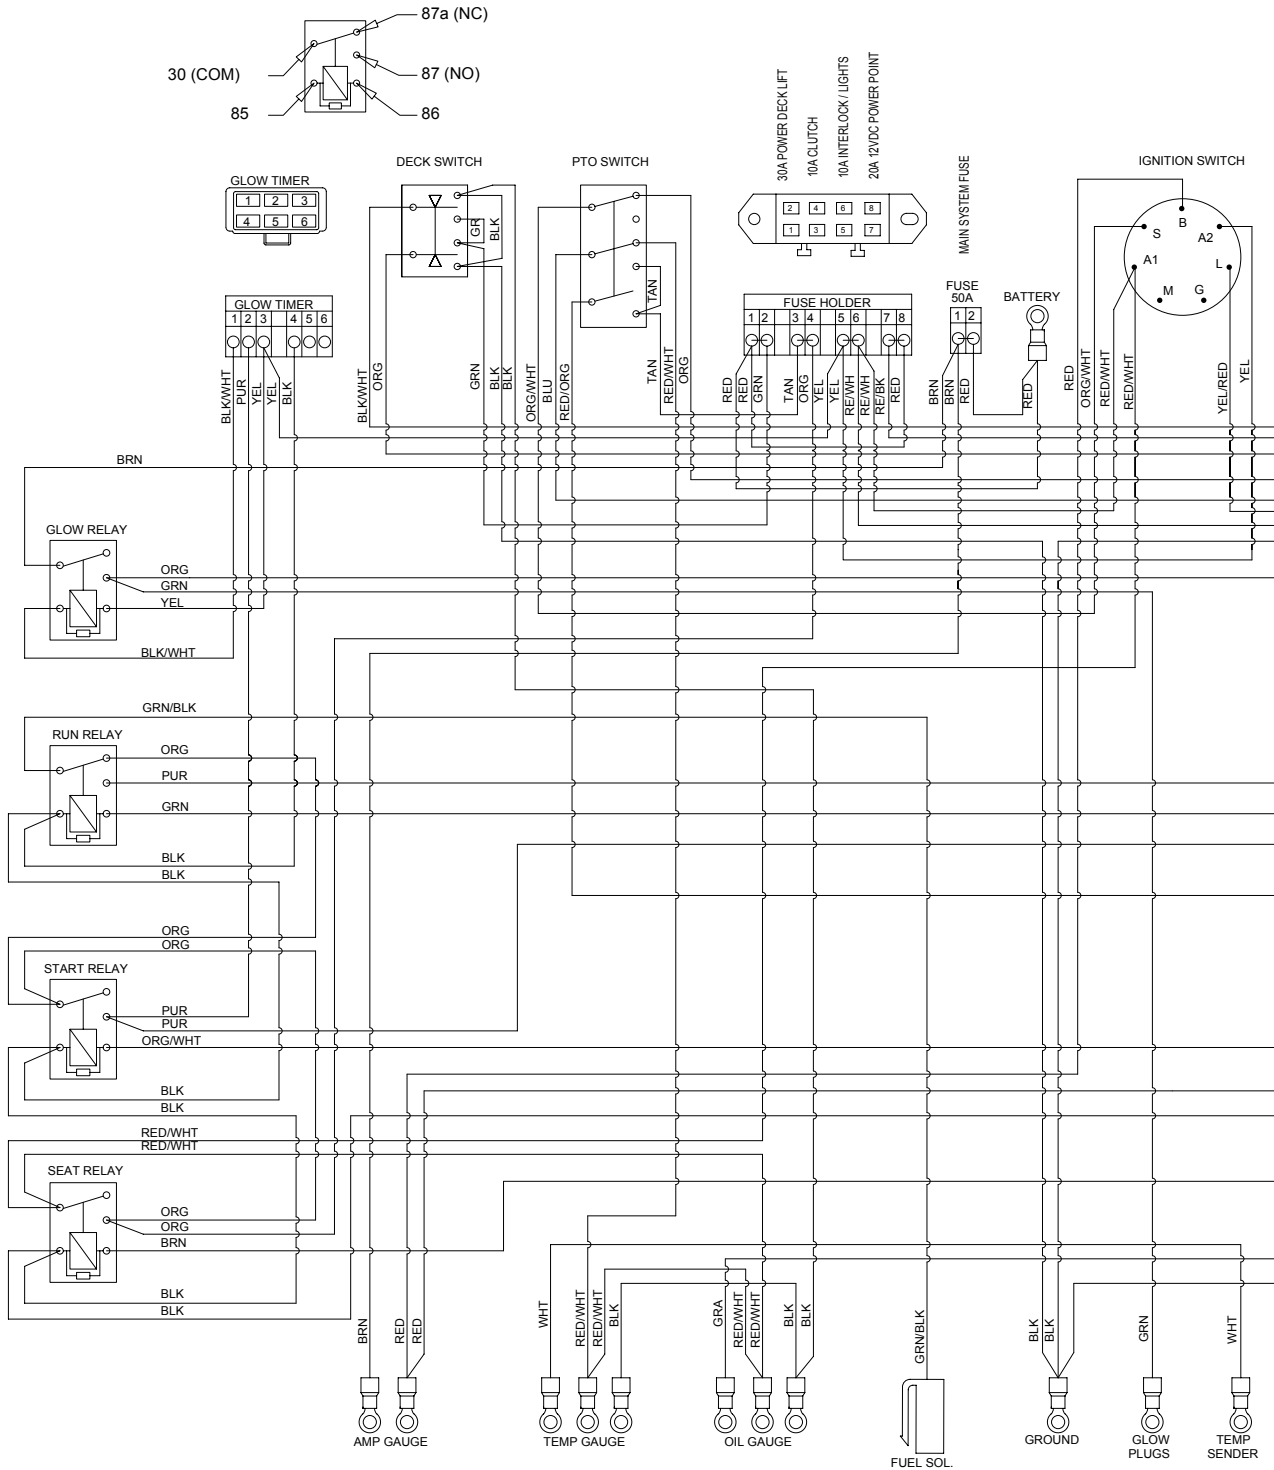 87a (NC)
30 (COM)
87 (NO)
85
86
30A POWER DECK LIFT
10A CLUTCH
10A INTERLOCK / LIGHTS
20A 12VDC POWER POINT
DECK SWITCH
PTO SWITCH
IGNITION SWITCH
GLOW TIMER
1 2 3
4 5 6
GR
BLK
2 4 6 8
1 3 5 7
MAIN SYSTEM FUSE
B
S
A2
A1
L
M
G
TAN
GLOW TIMER
1 2 3 4 5 6
FUSE HOLDER
1 2 3 4 5 6 7 8
FUSE
50A
1 2
BATTERY
BLK/WHT
PUR
YEL
YEL
BLK
BLK/WHT
ORG
GRN
BLK
BLK
ORG/WHT
BLU
RED/ORG
TAN
RED/WHT
ORG
RED
RED
GRN
TAN
ORG
YEL
YEL
RE/WH
RE/WH
RE/BK
RED
BRN
BRN
RED
RED
RED
ORG/WHT
RED/WHT
RED/WHT
YEL/RED
YEL
BRN
GLOW RELAY
ORG
GRN
YEL
BLK/WHT
GRN/BLK
RUN RELAY
ORG
PUR
GRN
BLK
BLK
ORG
ORG
START RELAY
PUR
PUR
ORG/WHT
BLK
BLK
RED/WHT
RED/WHT
SEAT RELAY
ORG
ORG
BRN
BLK
BLK
BRN
RED
RED
WHT
RED/WHT
RED/WHT
BLK
GRA
RED/WHT
RED/WHT
BLK
BLK
GRN/BLK
BLK
BLK
GRN
WHT
AMP GAUGE
TEMP GAUGE
OIL GAUGE
FUEL SOL.
GROUND
GLOW
PLUGS
TEMP
SENDER